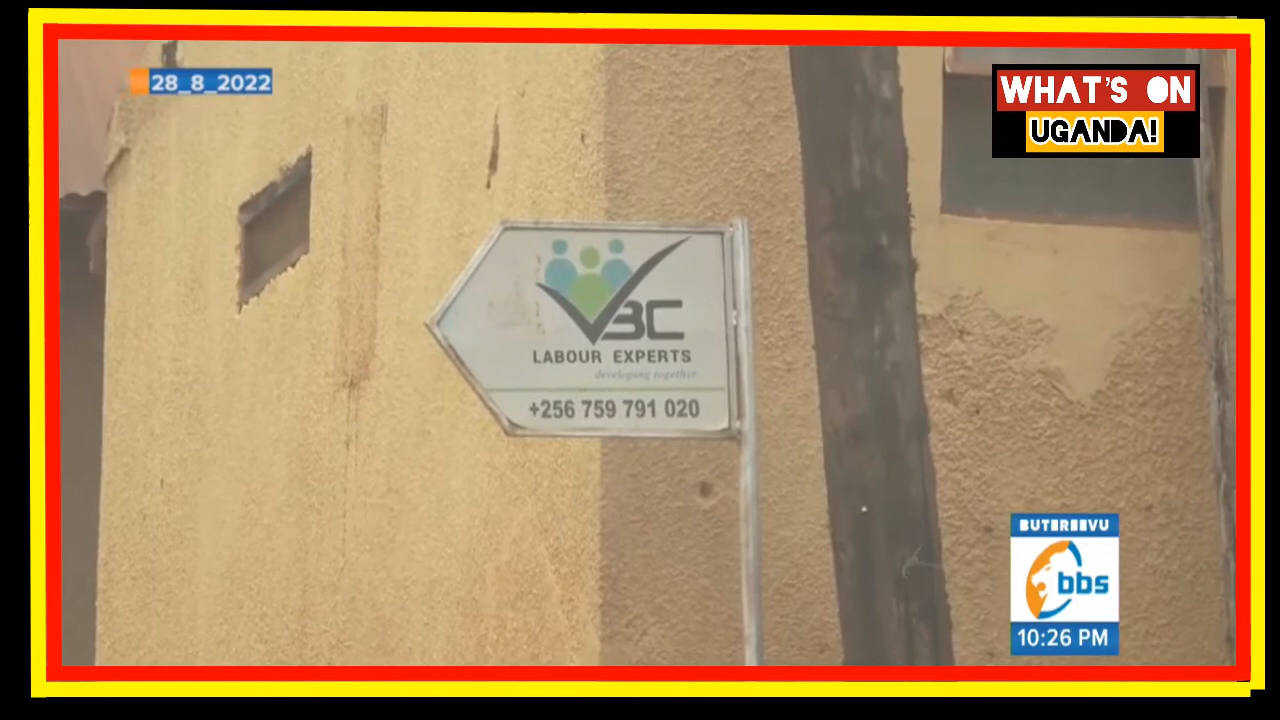 28_8_2022
WHAT'S ON
UGANDA!
VBC
LABOUR EXPERTS
developing together
+256 759 791 020
BUTEREEVU
bbs
10:26 PM